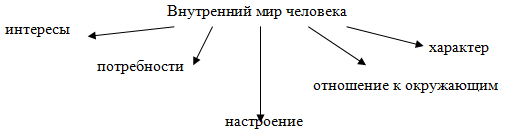 Внутренний мир человека
интересы
характер
потребности
отношение к окружающим
настроение